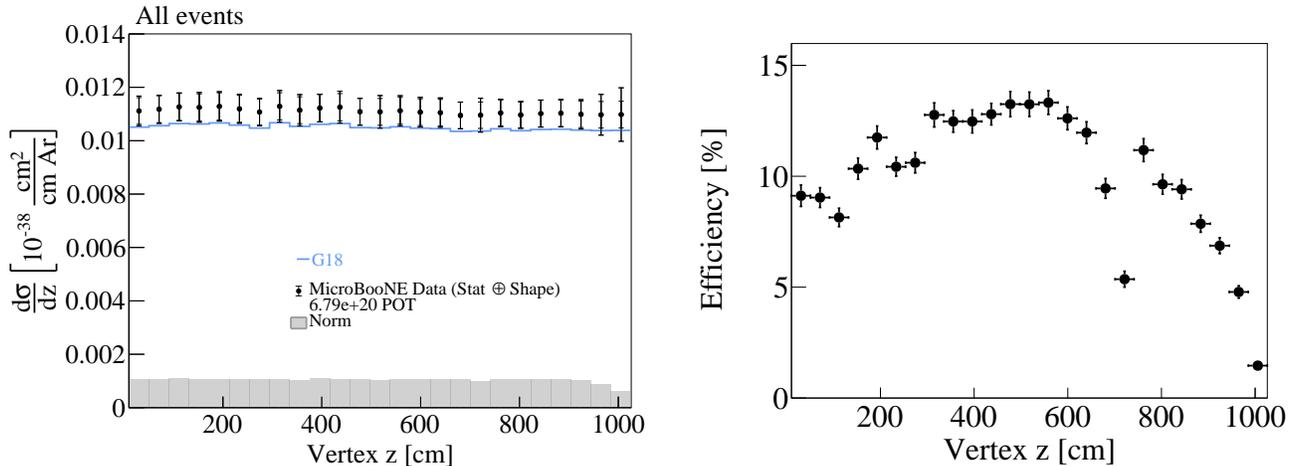 All events
0.014
0.012
0.01
0.008
0.006
0.004
0.002
0
dσ/dz [10^-38 cm^2/cm Ar]
G18
MicroBooNE Data (Stat ⊕ Shape)
6.79e+20 POT
Norm
200 400 600 800 1000
Vertex z [cm]
15
10
5
0
Efficiency [%]
200 400 600 800 1000
Vertex z [cm]